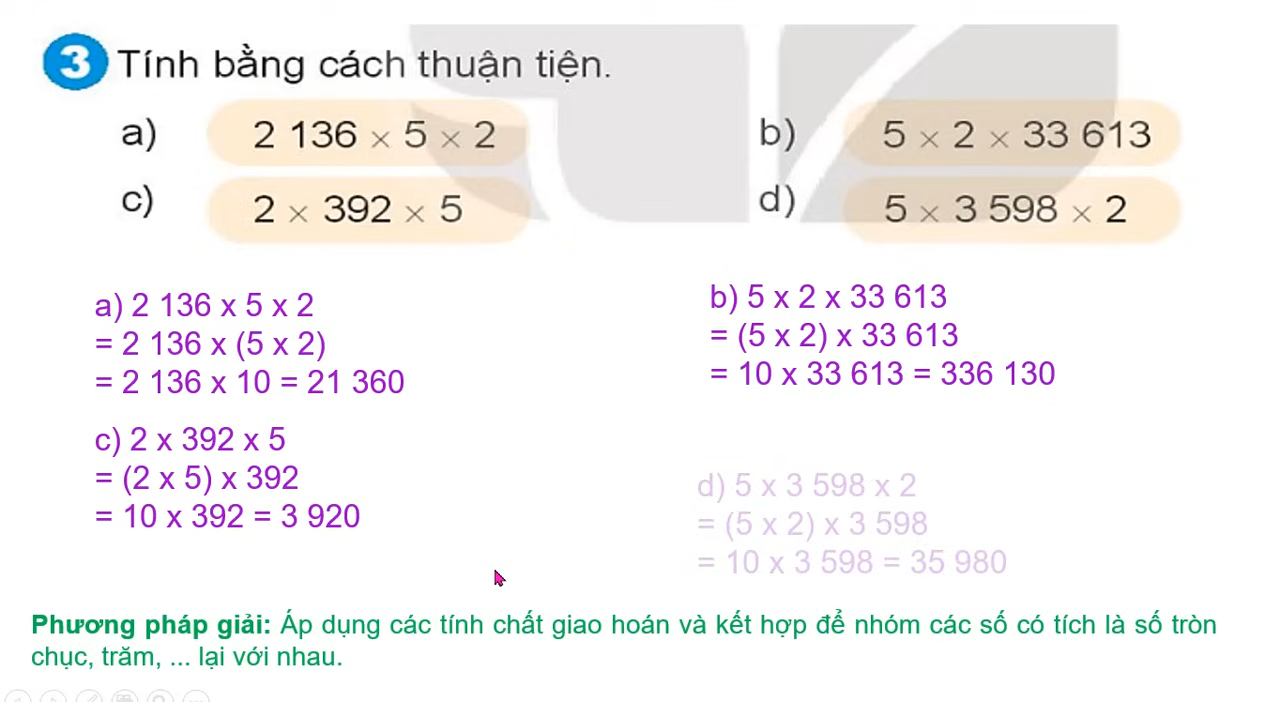 3 Tính bằng cách thuận tiện.
a) 2 136 × 5 × 2
b) 5 × 2 × 33 613
c) 2 × 392 × 5
d) 5 × 3 598 × 2
a) 2 136 x 5 x 2
= 2 136 x (5 x 2)
= 2 136 x 10 = 21 360
b) 5 x 2 x 33 613
= (5 x 2) x 33 613
= 10 x 33 613 = 336 130
c) 2 x 392 x 5
= (2 x 5) x 392
= 10 x 392 = 3 920
d) 5 x 3 598 x 2
= (5 x 2) x 3 598
= 10 x 3 598 = 35 980
Phương pháp giải: Áp dụng các tính chất giao hoán và kết hợp để nhóm các số có tích là số tròn
chục, trăm, ... lại với nhau.